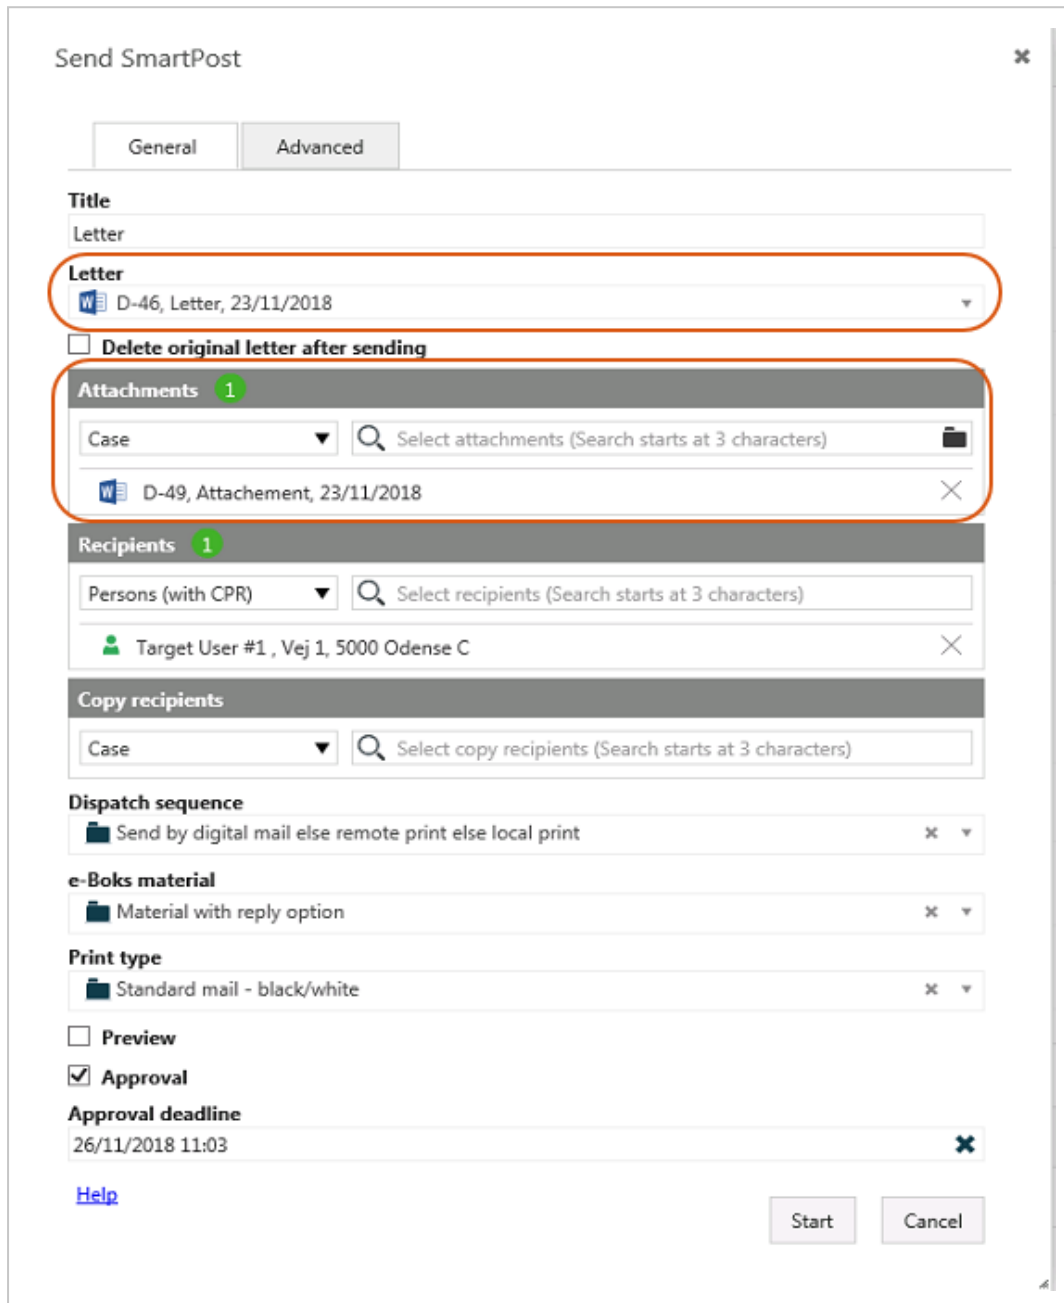 Send SmartPost
General Advanced
Title
Letter
Letter
D-46, Letter, 23/11/2018
Delete original letter after sending
Attachments 1
Case Select attachments (Search starts at 3 characters)
D-49, Attachement, 23/11/2018
Recipients 1
Persons (with CPR) Select recipients (Search starts at 3 characters)
Target User #1 , Vej 1, 5000 Odense C
Copy recipients
Case Select copy recipients (Search starts at 3 characters)
Dispatch sequence
Send by digital mail else remote print else local print
e-Boks material
Material with reply option
Print type
Standard mail - black/white
Preview
Approval
Approval deadline
26/11/2018 11:03
Help
Start Cancel